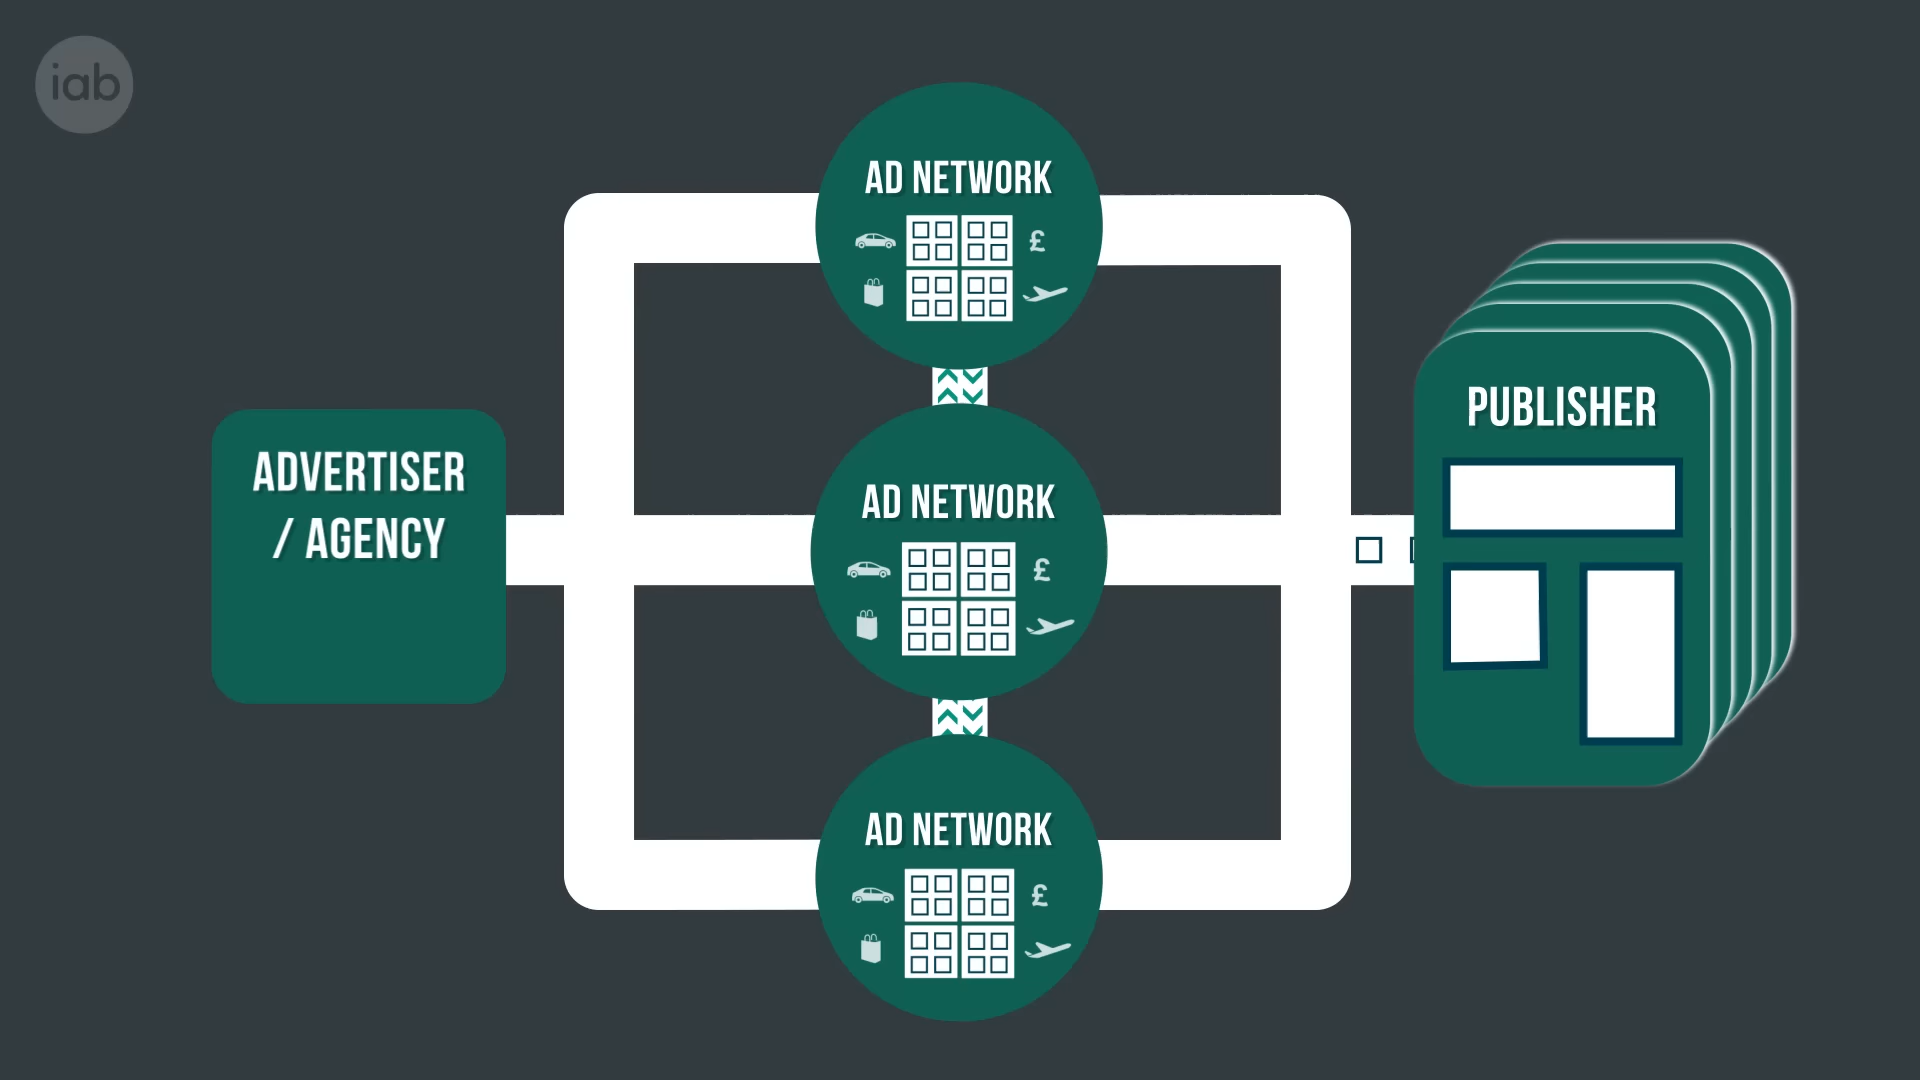 iab
AD NETWORK
£
ADVERTISER
/ AGENCY
AD NETWORK
£
PUBLISHER
AD NETWORK
£